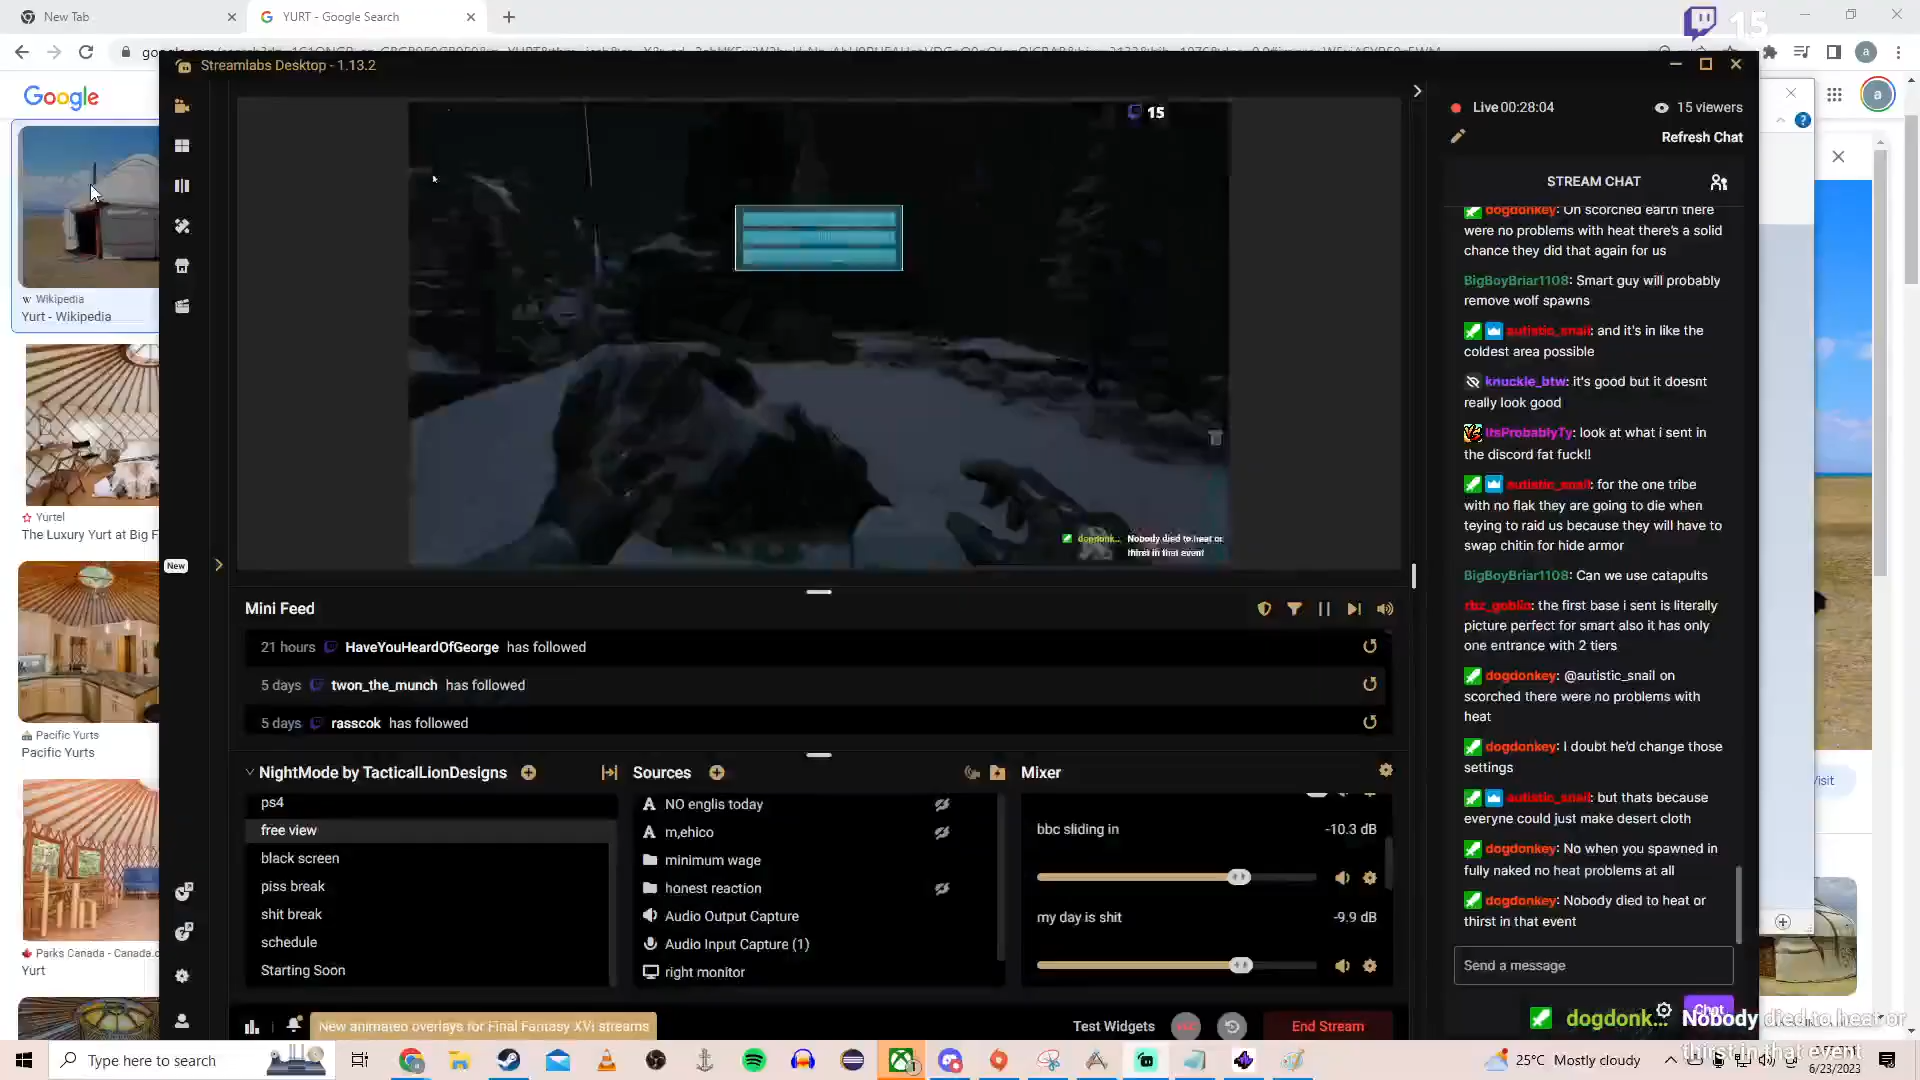 New Tab
YURT - Google Search
15
Google
a
a
Streamlabs Desktop - 1.13.2
15
Live 00:28:04
15 viewers
Refresh Chat
STREAM CHAT
dogdonkey: On scorched earth there
were no problems with heat there's a solid
chance they did that again for us
BigBoyBriar1108: Smart guy will probably
remove wolf spawns
autistic_snail: and it's in like the
coldest area possible
knuckle_btw: it's good but it doesnt
really look good
ItsProbablyTy: look at what i sent in
the discord fat fuck!!
autistic_snail: for the one tribe
with no flak they are going to die when
teying to raid us because they will have to
swap chitin for hide armor
BigBoyBriar1108: Can we use catapults
rbz_goblin: the first base i sent is literally
picture perfect for smart also it has only
one entrance with 2 tiers
dogdonkey: @autistic_snail on
scorched there were no problems with
heat
dogdonkey: I doubt he'd change those
settings
autistic_snail: but thats because
everyne could just make desert cloth
dogdonkey: No when you spawned in
fully naked no heat problems at all
dogdonkey: Nobody died to heat or
thirst in that event
Send a message
Chat
dogdonk... Nobody died to heat or
thirst in that event
Wikipedia
Yurt - Wikipedia
Yurtel
The Luxury Yurt at Big F
Pacific Yurts
Pacific Yurts
Parks Canada - Canada.c
Yurt
New
dogdonk... Nobody died to heat or
thirst in that event
Mini Feed
21 hours HaveYouHeardOfGeorge has followed
5 days twon_the_munch has followed
5 days rasscok has followed
NightMode by TacticalLionDesigns
ps4
free view
black screen
piss break
shit break
schedule
Starting Soon
Sources
NO englis today
m,ehico
minimum wage
honest reaction
Audio Output Capture
Audio Input Capture (1)
right monitor
Mixer
bbc sliding in
-10.3 dB
my day is shit
-9.9 dB
New animated overlays for Final Fantasy XVI streams
Test Widgets
REC
End Stream
Type here to search
25°C Mostly cloudy
6/23/2023